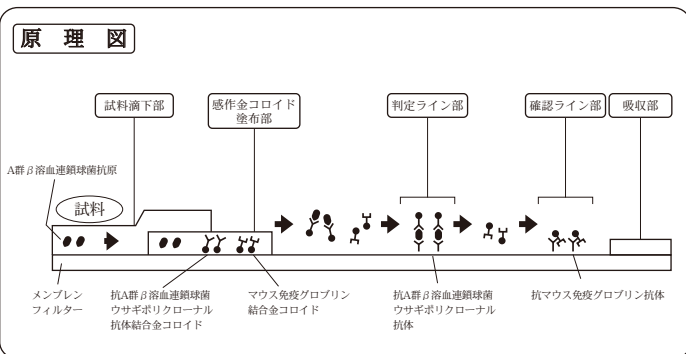 原理図
試料滴下部
感作金コロイド
塗布部
判定ライン部
確認ライン部
吸収部
A群β溶血連鎖球菌抗原
試料
メンブレン
フィルター
抗A群β溶血連鎖球菌
ウサギポリクローナル
抗体結合金コロイド
マウス免疫グロブリン
結合金コロイド
抗A群β溶血連鎖球菌
ウサギポリクローナル
抗体
抗マウス免疫グロブリン抗体